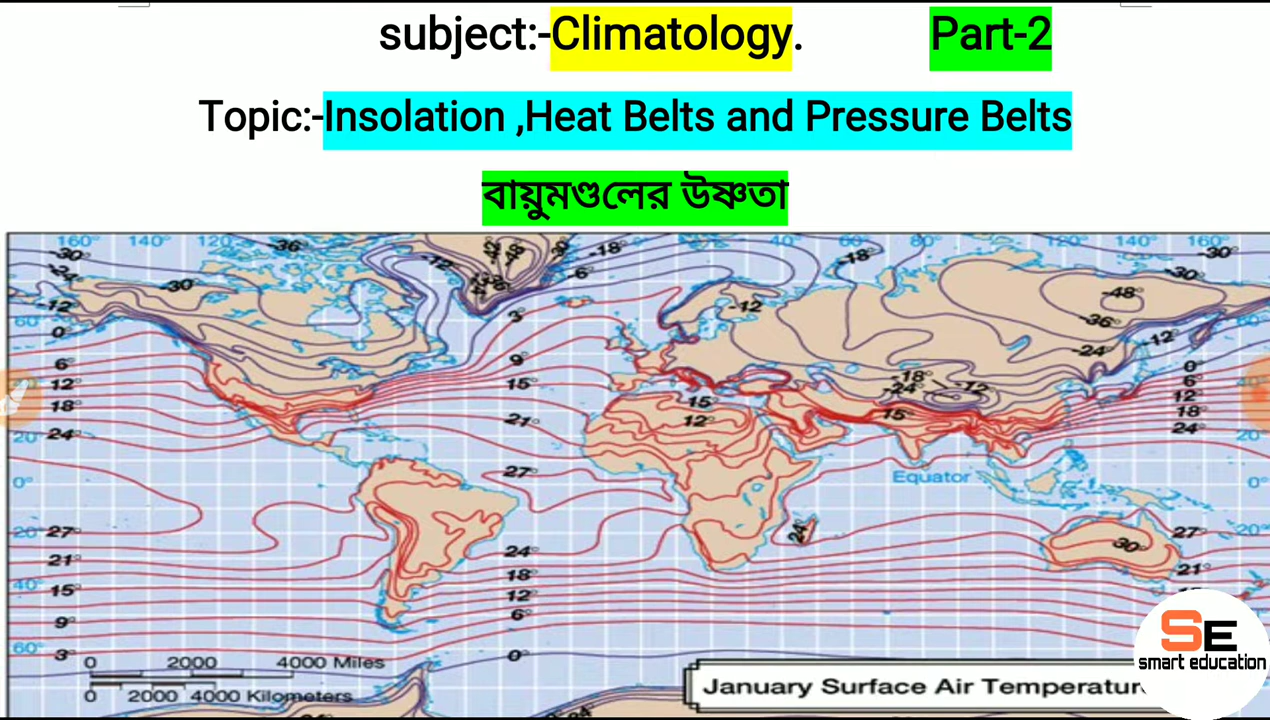 subject:-Climatology. Part-2
Topic:-Insolation ,Heat Belts and Pressure Belts
বায়ুমণ্ডলের উষ্ণতা
160° 140° 120° -36° -18° 40° 60° 80° 120° 140° 160°
-30° -12° -6° -18° -30° -30°
-24° -30° -12° -48°
-12° 3° -36°
60° -24° -12°
0° 9° 0°
6° -18° -12° 6° 40°
12° 15° -24° 12°
18° 15° 15° 18°
24° 21° 12° 24°
20° 20°
27° Equator
0° 0°
27° 24° 27° 20°
21° 24° 30° 21°
40° 18°
15° 12°
9° 6°
60° 3° 0°
SE
smart education
0 2000 4000 Miles
0 2000 4000 Kilometers
January Surface Air Temperatur
-24